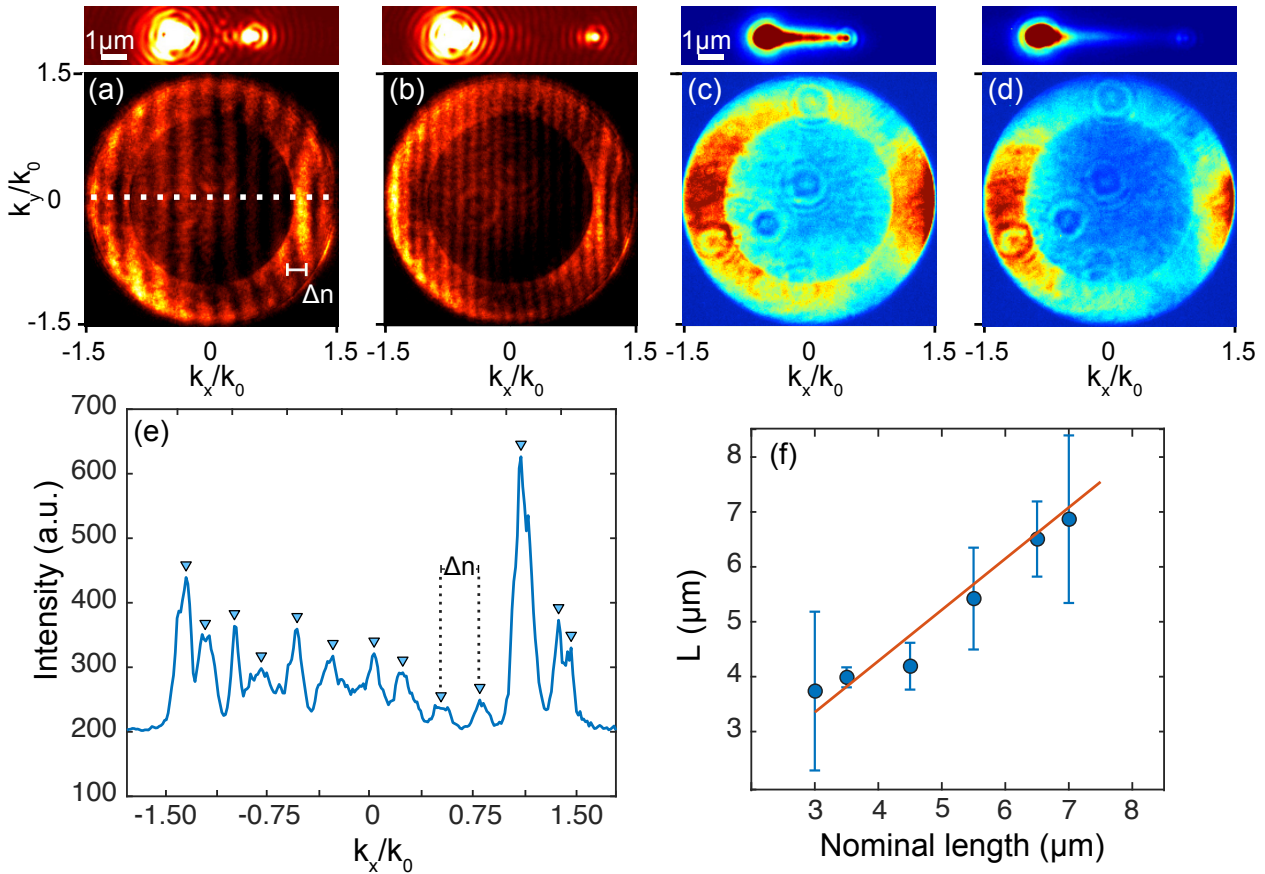 1μm
1μm
1.5
(a)
(b)
(c)
(d)
k_y/k_0
0
Δn
-1.5
-1.5 0 1.5
-1.5 0 1.5
-1.5 0 1.5
-1.5 0 1.5
k_x/k_0
k_x/k_0
k_x/k_0
k_x/k_0
(e)
700
600
500
400
300
200
100
Intensity (a.u.)
Δn
-1.50 -0.75 0 0.75 1.50
k_x/k_0
(f)
8
7
6
5
4
3
L (μm)
3 4 5 6 7 8
Nominal length (μm)